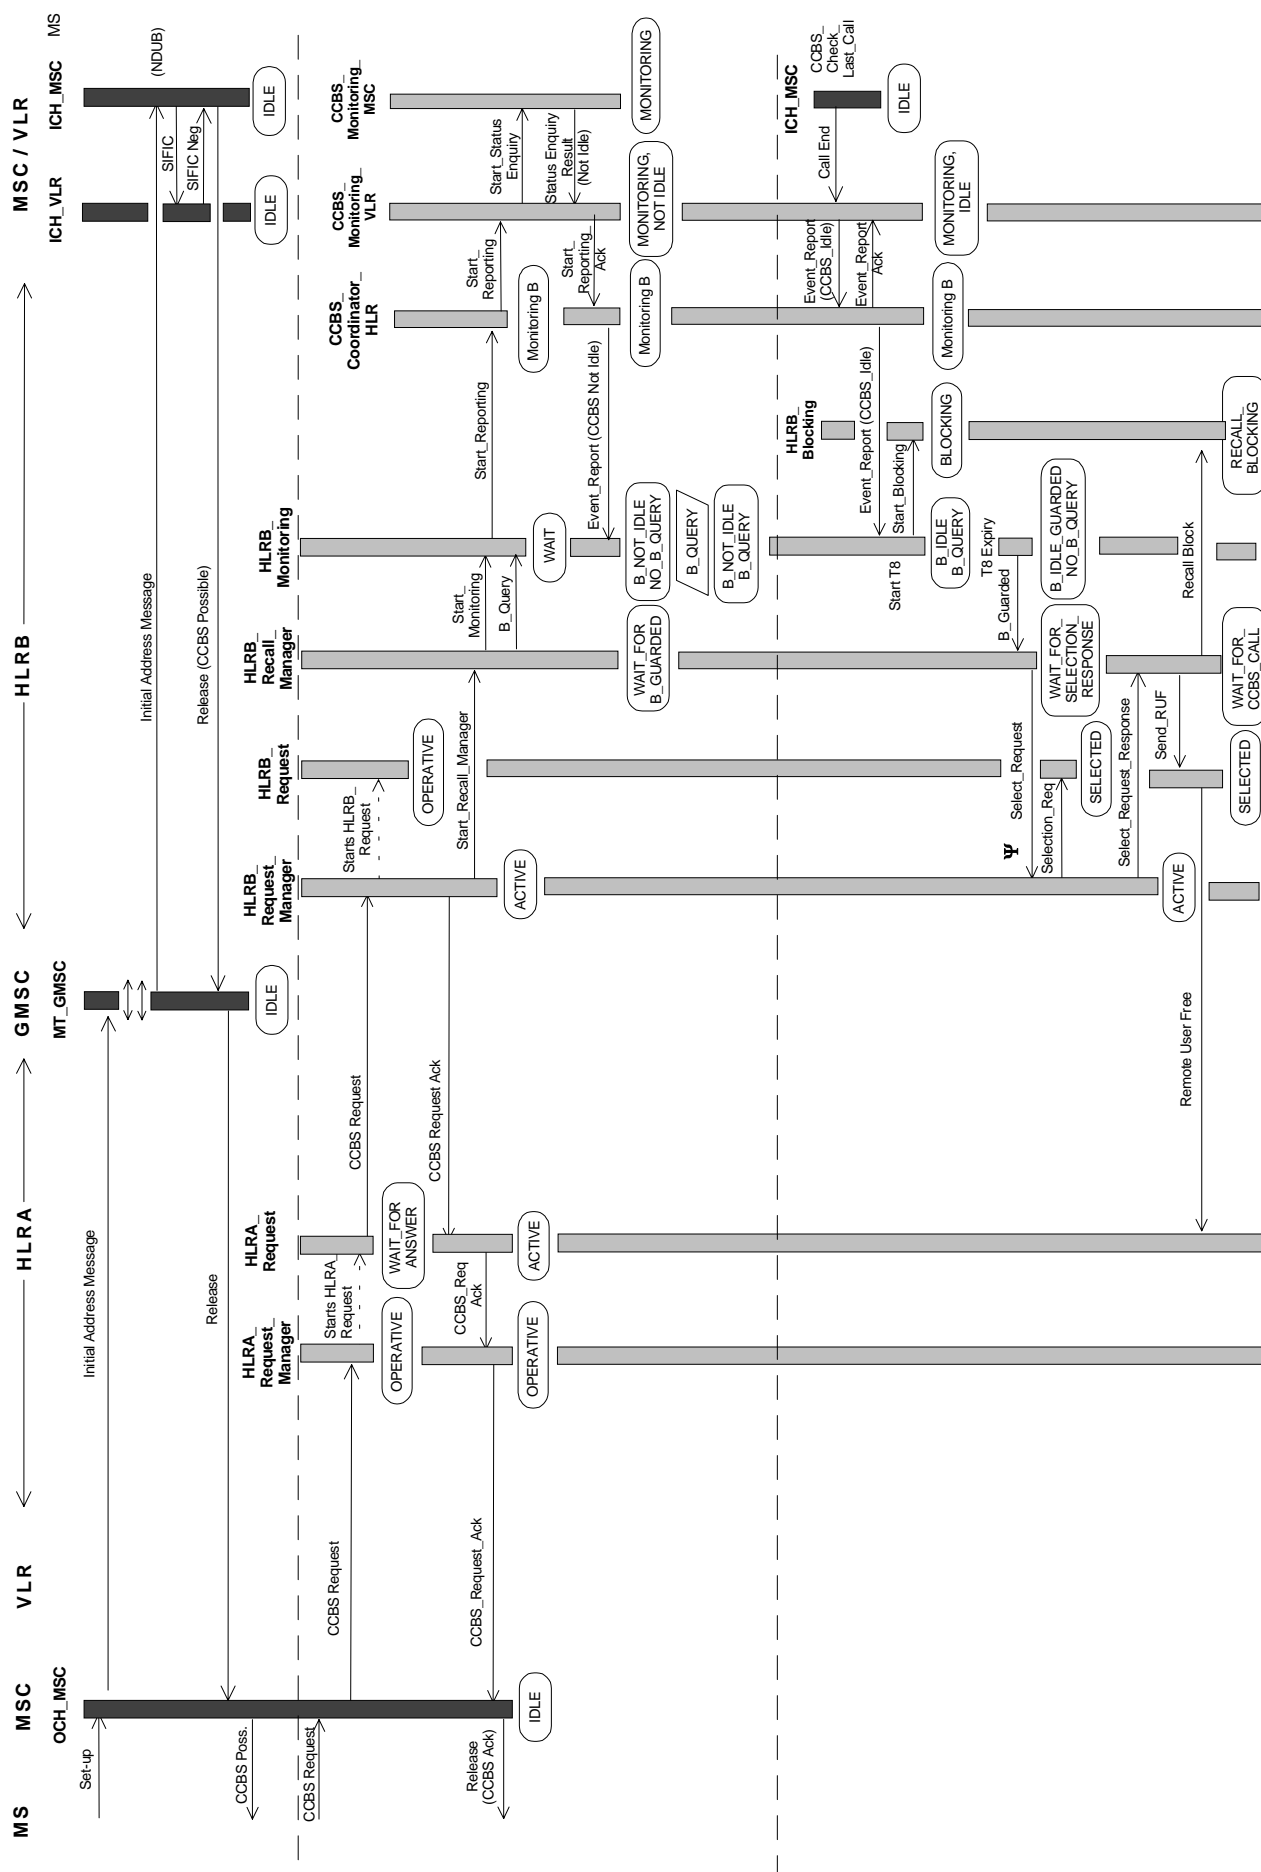 MS
MSC
VLR
HLRA
GMSC
HLRB
MSC / VLR
OCH_MSC
MT_GMSC
ICH_VLR
ICH_MSC
MS
Set-up
Initial Address Message
Initial Address Message
(NDUB)
SIFIC
SIFIC Neg
Release (CCBS Possible)
Release
CCBS Poss.
IDLE
IDLE
IDLE
HLRA_
Request_
Manager
HLRA_
Request
HLRB_
Request_
Manager
HLRB_
Request
HLRB_
Recall_
Manager
HLRB_
Monitoring
CCBS_
Coordinator_
HLR
CCBS_
Monitoring_
VLR
CCBS_
Monitoring_
MSC
CCBS Request
CCBS Request
Starts HLRA_
Request
CCBS Request
Starts HLRB_
Request
OPERATIVE
WAIT_FOR
ANSWER
OPERATIVE
CCBS Request Ack
Start_Recall_Manager
Start_
Monitoring
Start_Reporting
Start_
Reporting
B_Query
Start_Status
Enquiry
CCBS_Req
Ack
CCBS_Request_Ack
Release
(CCBS Ack)
IDLE
OPERATIVE
ACTIVE
ACTIVE
WAIT
Monitoring B
Status Enquiry
Result
(Not Idle)
Start_
Reporting_
Ack
Event_Report (CCBS Not Idle)
WAIT_FOR
B_GUARDED
B_NOT_IDLE
NO_B_QUERY
Monitoring B
MONITORING,
NOT IDLE
MONITORING
B_QUERY
B_NOT_IDLE
B_QUERY
HLRB_
Blocking
ICH_MSC
CCBS_
Check_
Last_Call
Call End
Event_Report
(CCBS_Idle)
Event_Report
Ack
Event_Report (CCBS_Idle)
Start T8
Start_Blocking
IDLE
B_IDLE
B_QUERY
BLOCKING
Monitoring B
MONITORING,
IDLE
T8 Expiry
B_Guarded
Select_Request
Ψ
Selection_Req
WAIT_FOR_
SELECTION_
RESPONSE
B_IDLE_GUARDED
NO_B_QUERY
SELECTED
Select_Request_Response
Send_RUF
Recall Block
Remote User Free
ACTIVE
SELECTED
WAIT_FOR_
CCBS_CALL
RECALL_
BLOCKING